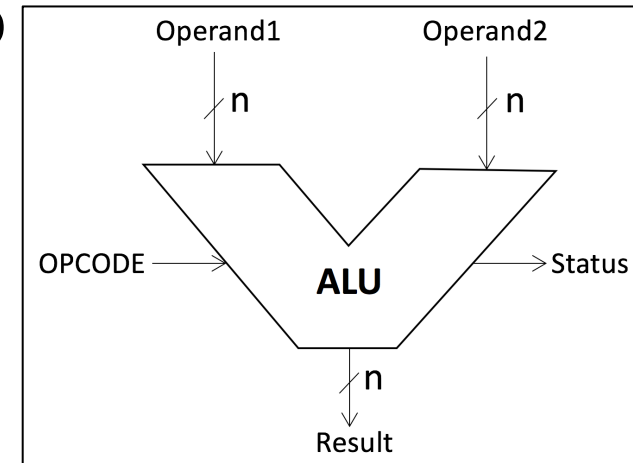 )
Operand1 Operand2
n n
OPCODE ALU Status
n
Result